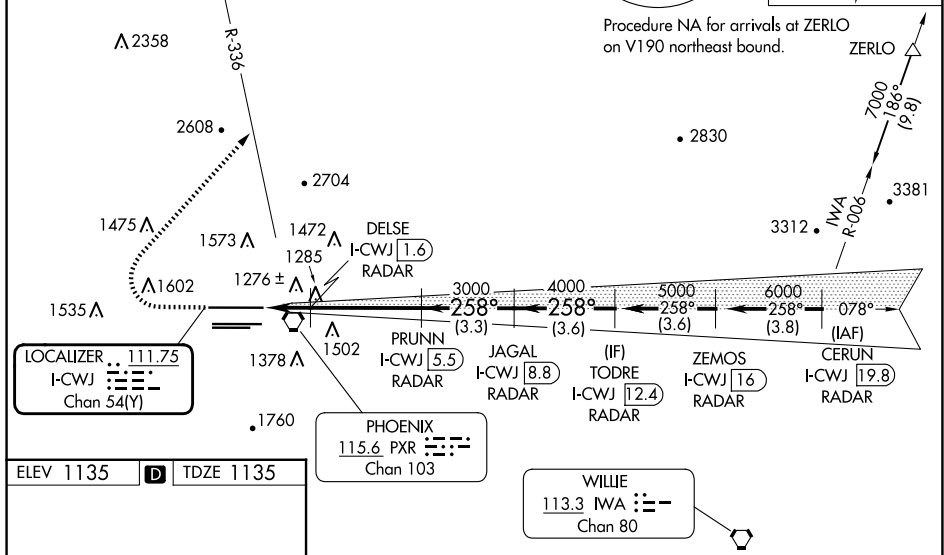 Procedure NA for arrivals at ZERLO
on V190 northeast bound.
ZERLO
7000
186°
(9.8)
IWA
R-006
R-336
2358
2608
2830
2704
3381
3312
1475
1573
1472
1285
1276 ±
1602
1535
DELSE
I-CWJ 1.6
RADAR
3000
258°
(3.3)
4000
258°
(3.6)
5000
258°
(3.6)
6000
258°
(3.8)
078°
(IAF)
CERUN
I-CWJ 19.8
RADAR
ZEMOS
I-CWJ 16
RADAR
(IF)
TODRE
I-CWJ 12.4
RADAR
JAGAL
I-CWJ 8.8
RADAR
PRUNN
I-CWJ 5.5
RADAR
1502
1378
1760
LOCALIZER 111.75
I-CWJ
Chan 54(Y)
PHOENIX
115.6 PXR
Chan 103
WILLIE
113.3 IWA
Chan 80
ELEV 1135 D TDZE 1135